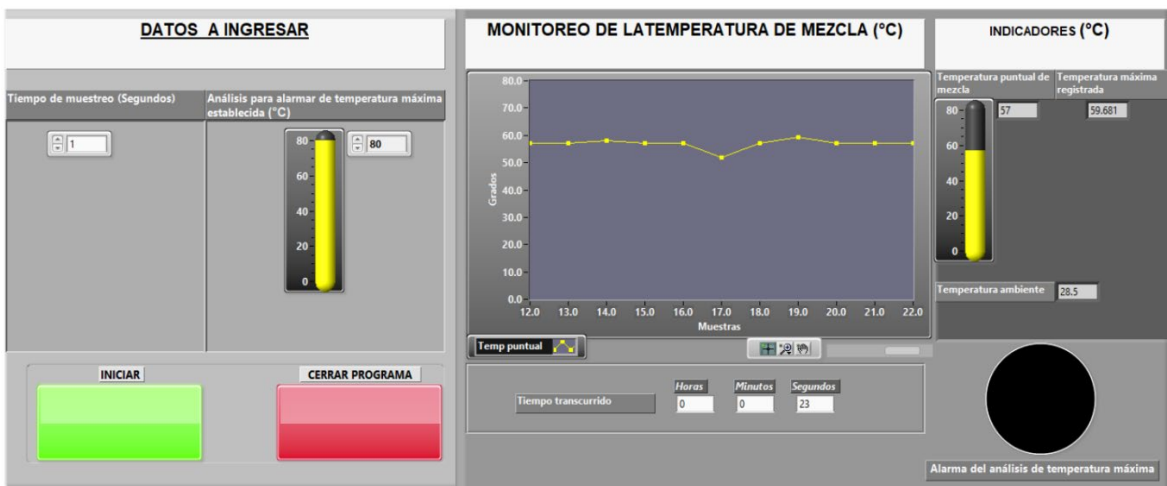 DATOS A INGRESAR
Tiempo de muestreo (Segundos)
Análisis para alarmar de temperatura máxima
establecida (°C)
1
80
80
60
40
20
0
INICIAR
CERRAR PROGRAMA
MONITOREO DE LATEMPERATURA DE MEZCLA (°C)
80.0
70.0
60.0
50.0
40.0
30.0
20.0
10.0
0.0
Grados
12.0 13.0 14.0 15.0 16.0 17.0 18.0 19.0 20.0 21.0 22.0
Muestras
Temp puntual
Horas Minutos Segundos
Tiempo transcurrido 0 0 23
INDICADORES (°C)
Temperatura puntual de
mezcla
Temperatura máxima
registrada
80
60
40
20
0
57
59.681
Temperatura ambiente 28.5
Alarma del análisis de temperatura máxima